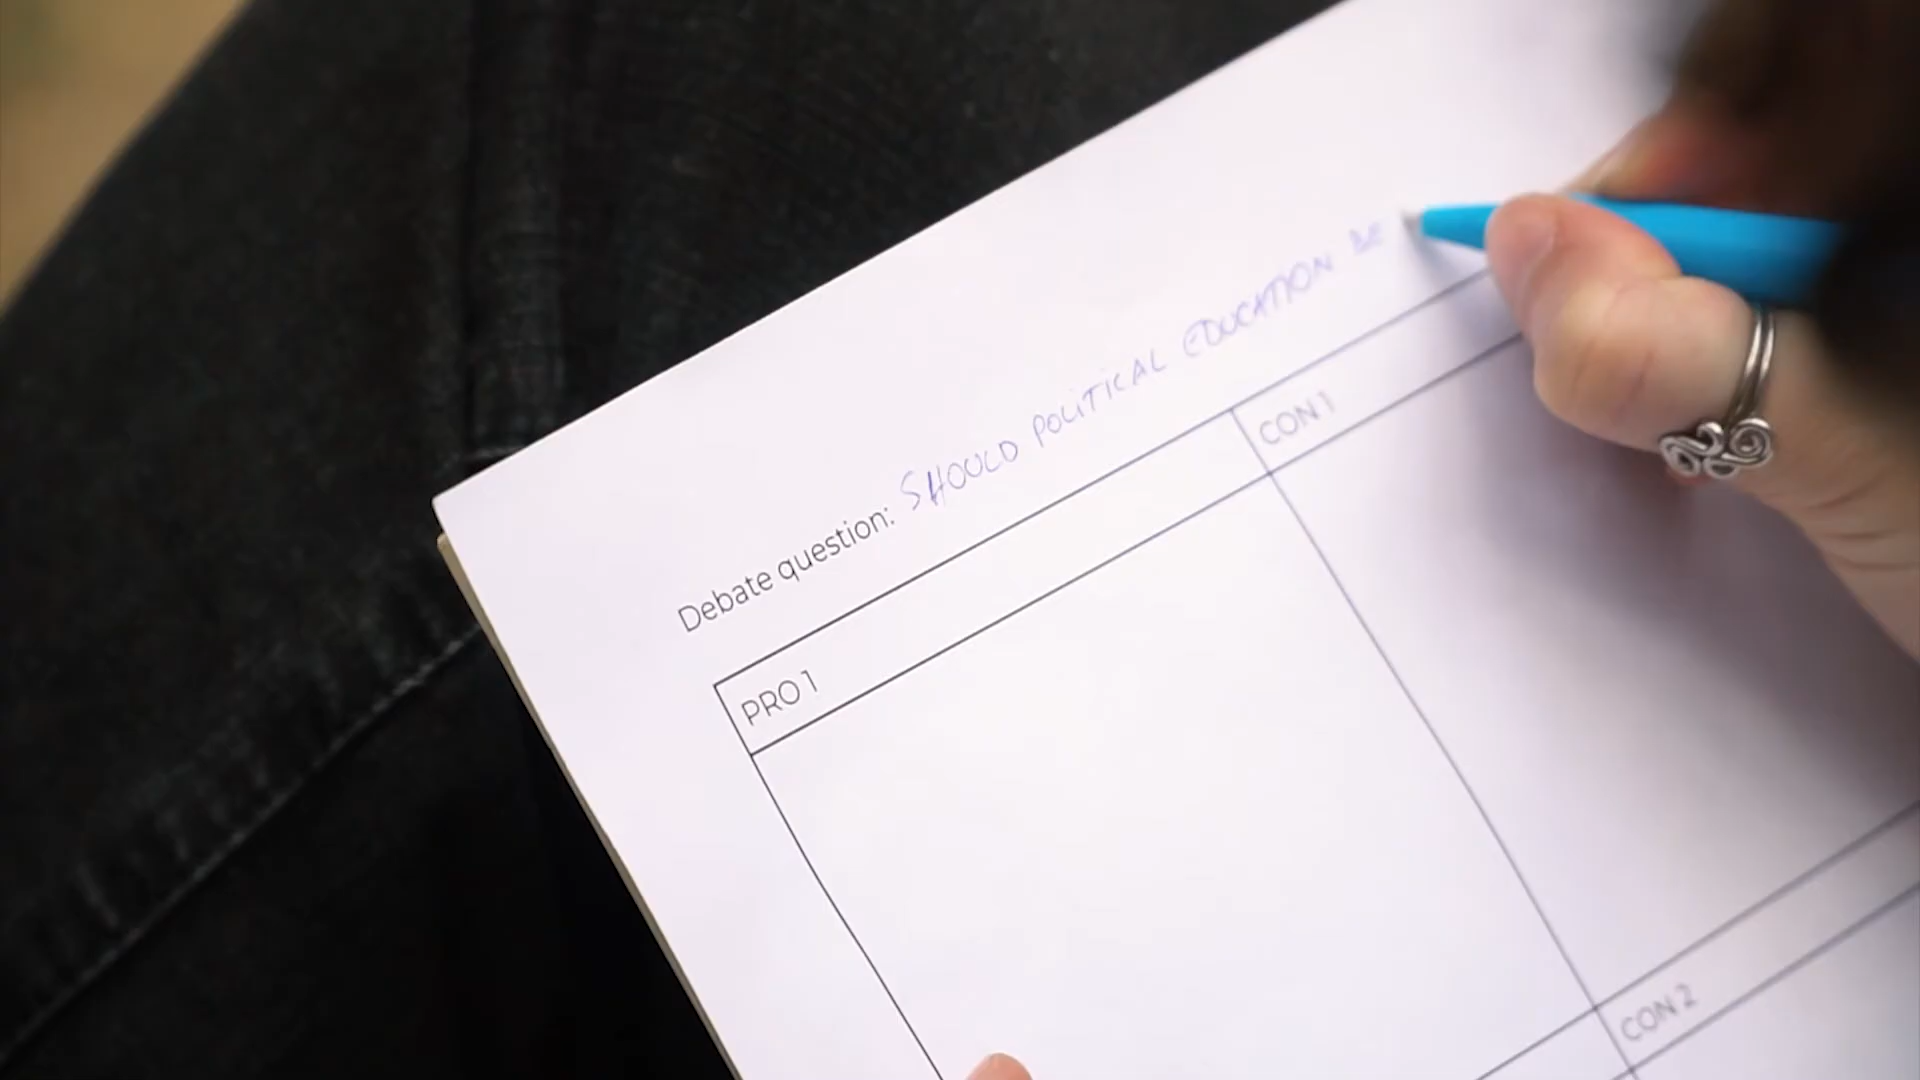 Debate question: SHOULD POLITICAL EDUCATION BE
PRO 1
CON 1
CON 2